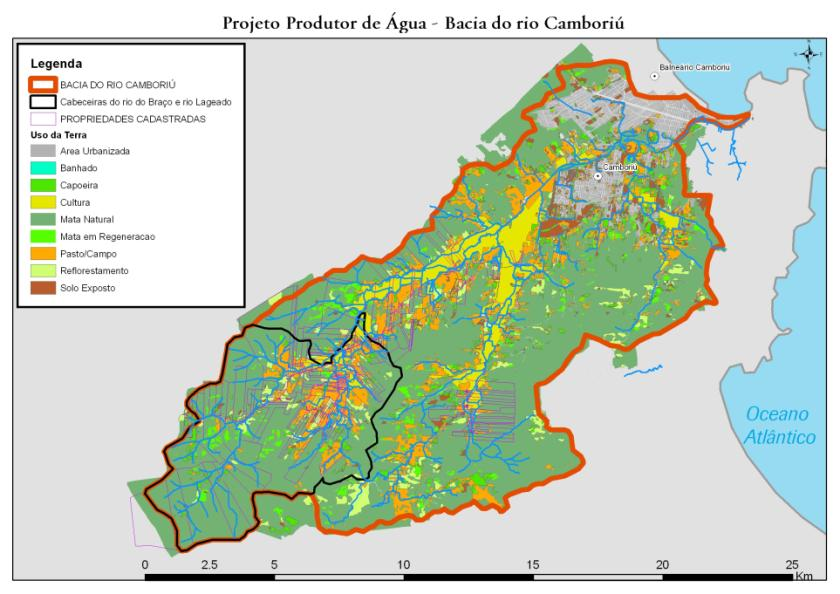 Projeto Produtor de Água - Bacia do rio Camboriú
Legenda
BACIA DO RIO CAMBORIÚ
Cabeceiras do rio do Braço e rio Lageado
PROPRIEDADES CADASTRADAS
Uso da Terra
Area Urbanizada
Banhado
Capoeira
Cultura
Mata Natural
Mata em Regeneracao
Pasto/Campo
Reflorestamento
Solo Exposto
Balneário Camboriú
Camboriú
Oceano
Atlântico
0 2.5 5 10 15 20 25
Km